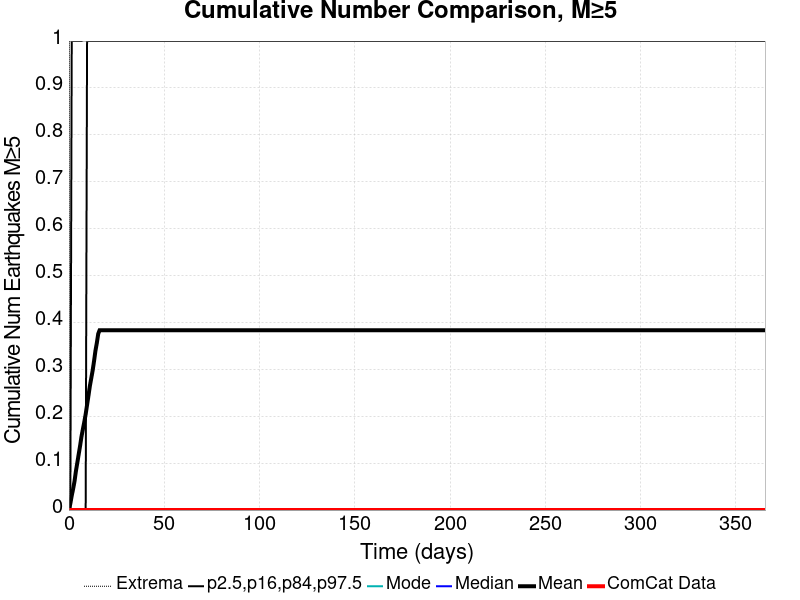 Cumulative Number Comparison, M≥5
Cumulative Num Earthquakes M≥5
1
0.9
0.8
0.7
0.6
0.5
0.4
0.3
0.2
0.1
0
0 50 100 150 200 250 300 350
Time (days)
Extrema p2.5,p16,p84,p97.5 Mode Median Mean ComCat Data